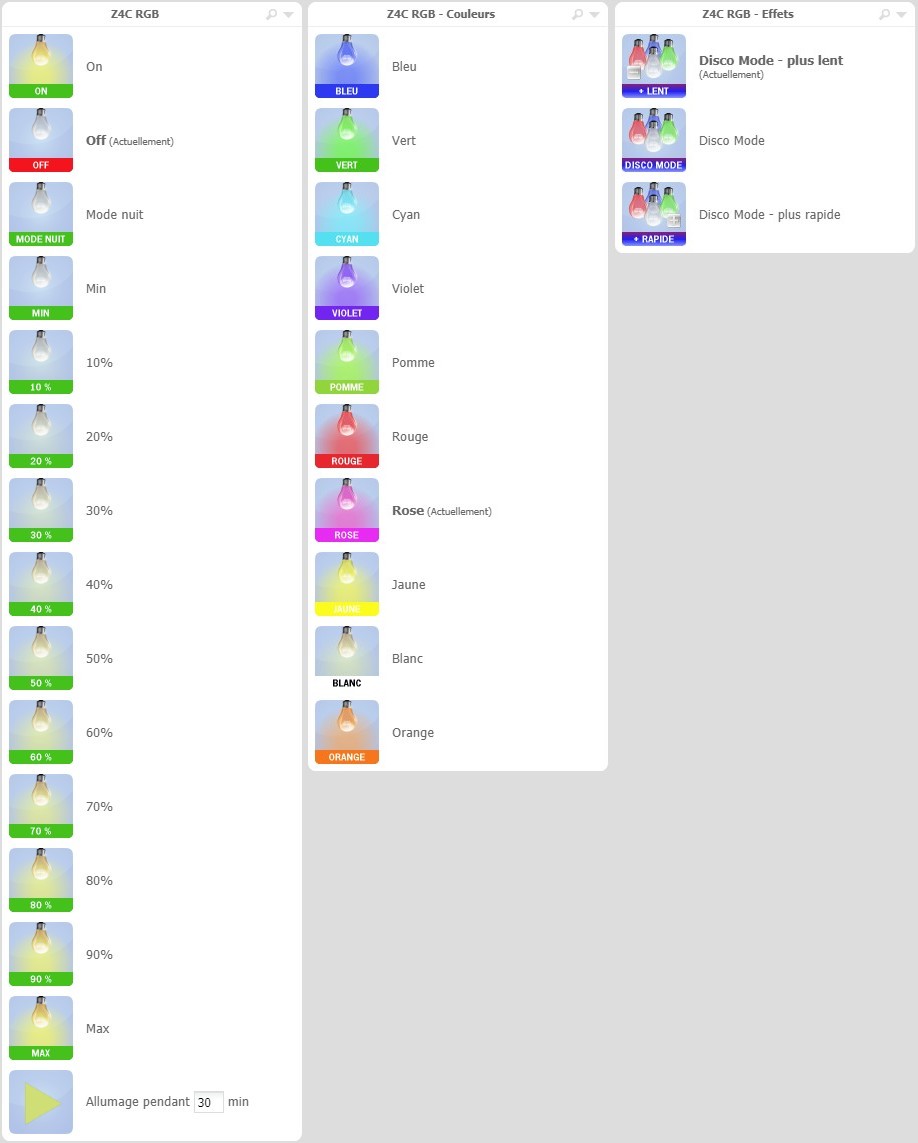 Z4C RGB
ON
On
OFF
Off (Actuellement)
MODE NUIT
Mode nuit
MIN
Min
10 %
10%
20 %
20%
30 %
30%
40 %
40%
50 %
50%
60 %
60%
70 %
70%
80 %
80%
90 %
90%
MAX
Max
Allumage pendant 30 min
Z4C RGB - Couleurs
BLEU
Bleu
VERT
Vert
CYAN
Cyan
VIOLET
Violet
POMME
Pomme
ROUGE
Rouge
ROSE
Rose (Actuellement)
JAUNE
Jaune
BLANC
Blanc
ORANGE
Orange
Z4C RGB - Effets
+ LENT
Disco Mode - plus lent
(Actuellement)
DISCO MODE
Disco Mode
+ RAPIDE
Disco Mode - plus rapide